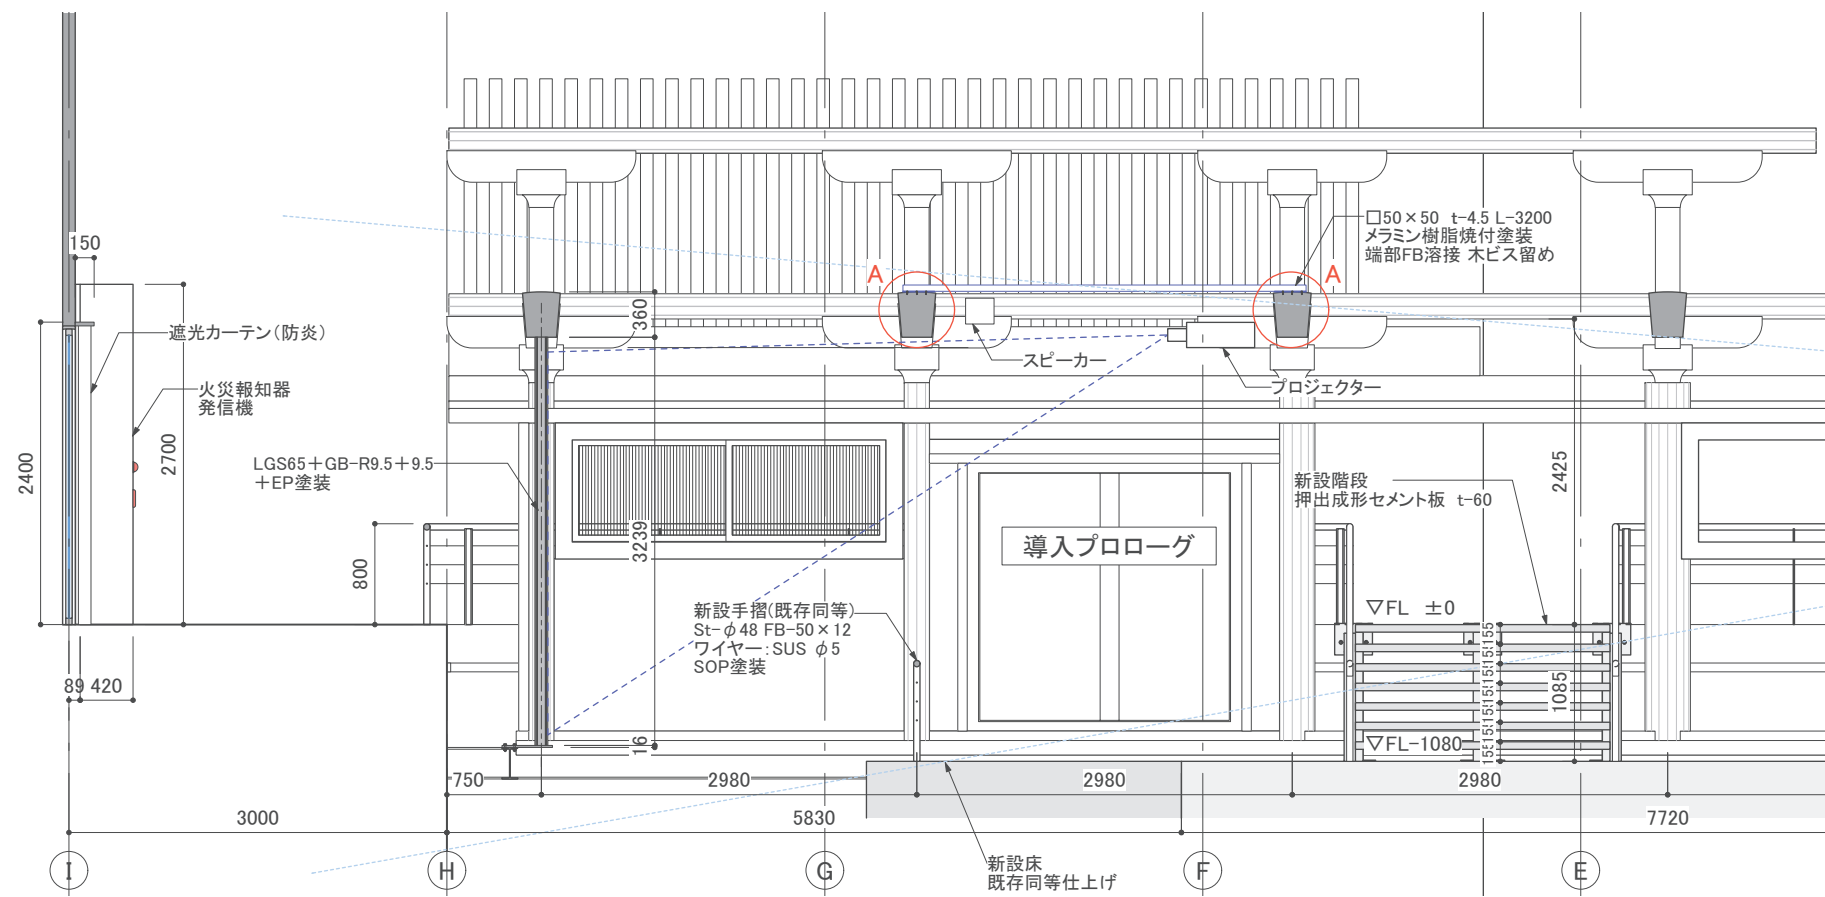 □50×50 t-4.5 L-3200
メラミン樹脂焼付塗装
端部FB溶接 木ビス留め
150
A
A
360
遮光カーテン(防炎)
スピーカー
プロジェクター
火災報知器
発信機
2400
2700
LGS65+GB-R9.5+9.5
+EP塗装
2425
新設階段
押出成形セメント板 t-60
800
3239
導入プロローグ
新設手摺(既存同等)
St-φ48 FB-50×12
ワイヤー:SUS φ5
SOP塗装
▽FL ±0
1085
89 420
16
▽FL-1080
750
2980
2980
2980
3000
5830
7720
新設床
既存同等仕上げ
I
H
G
F
E